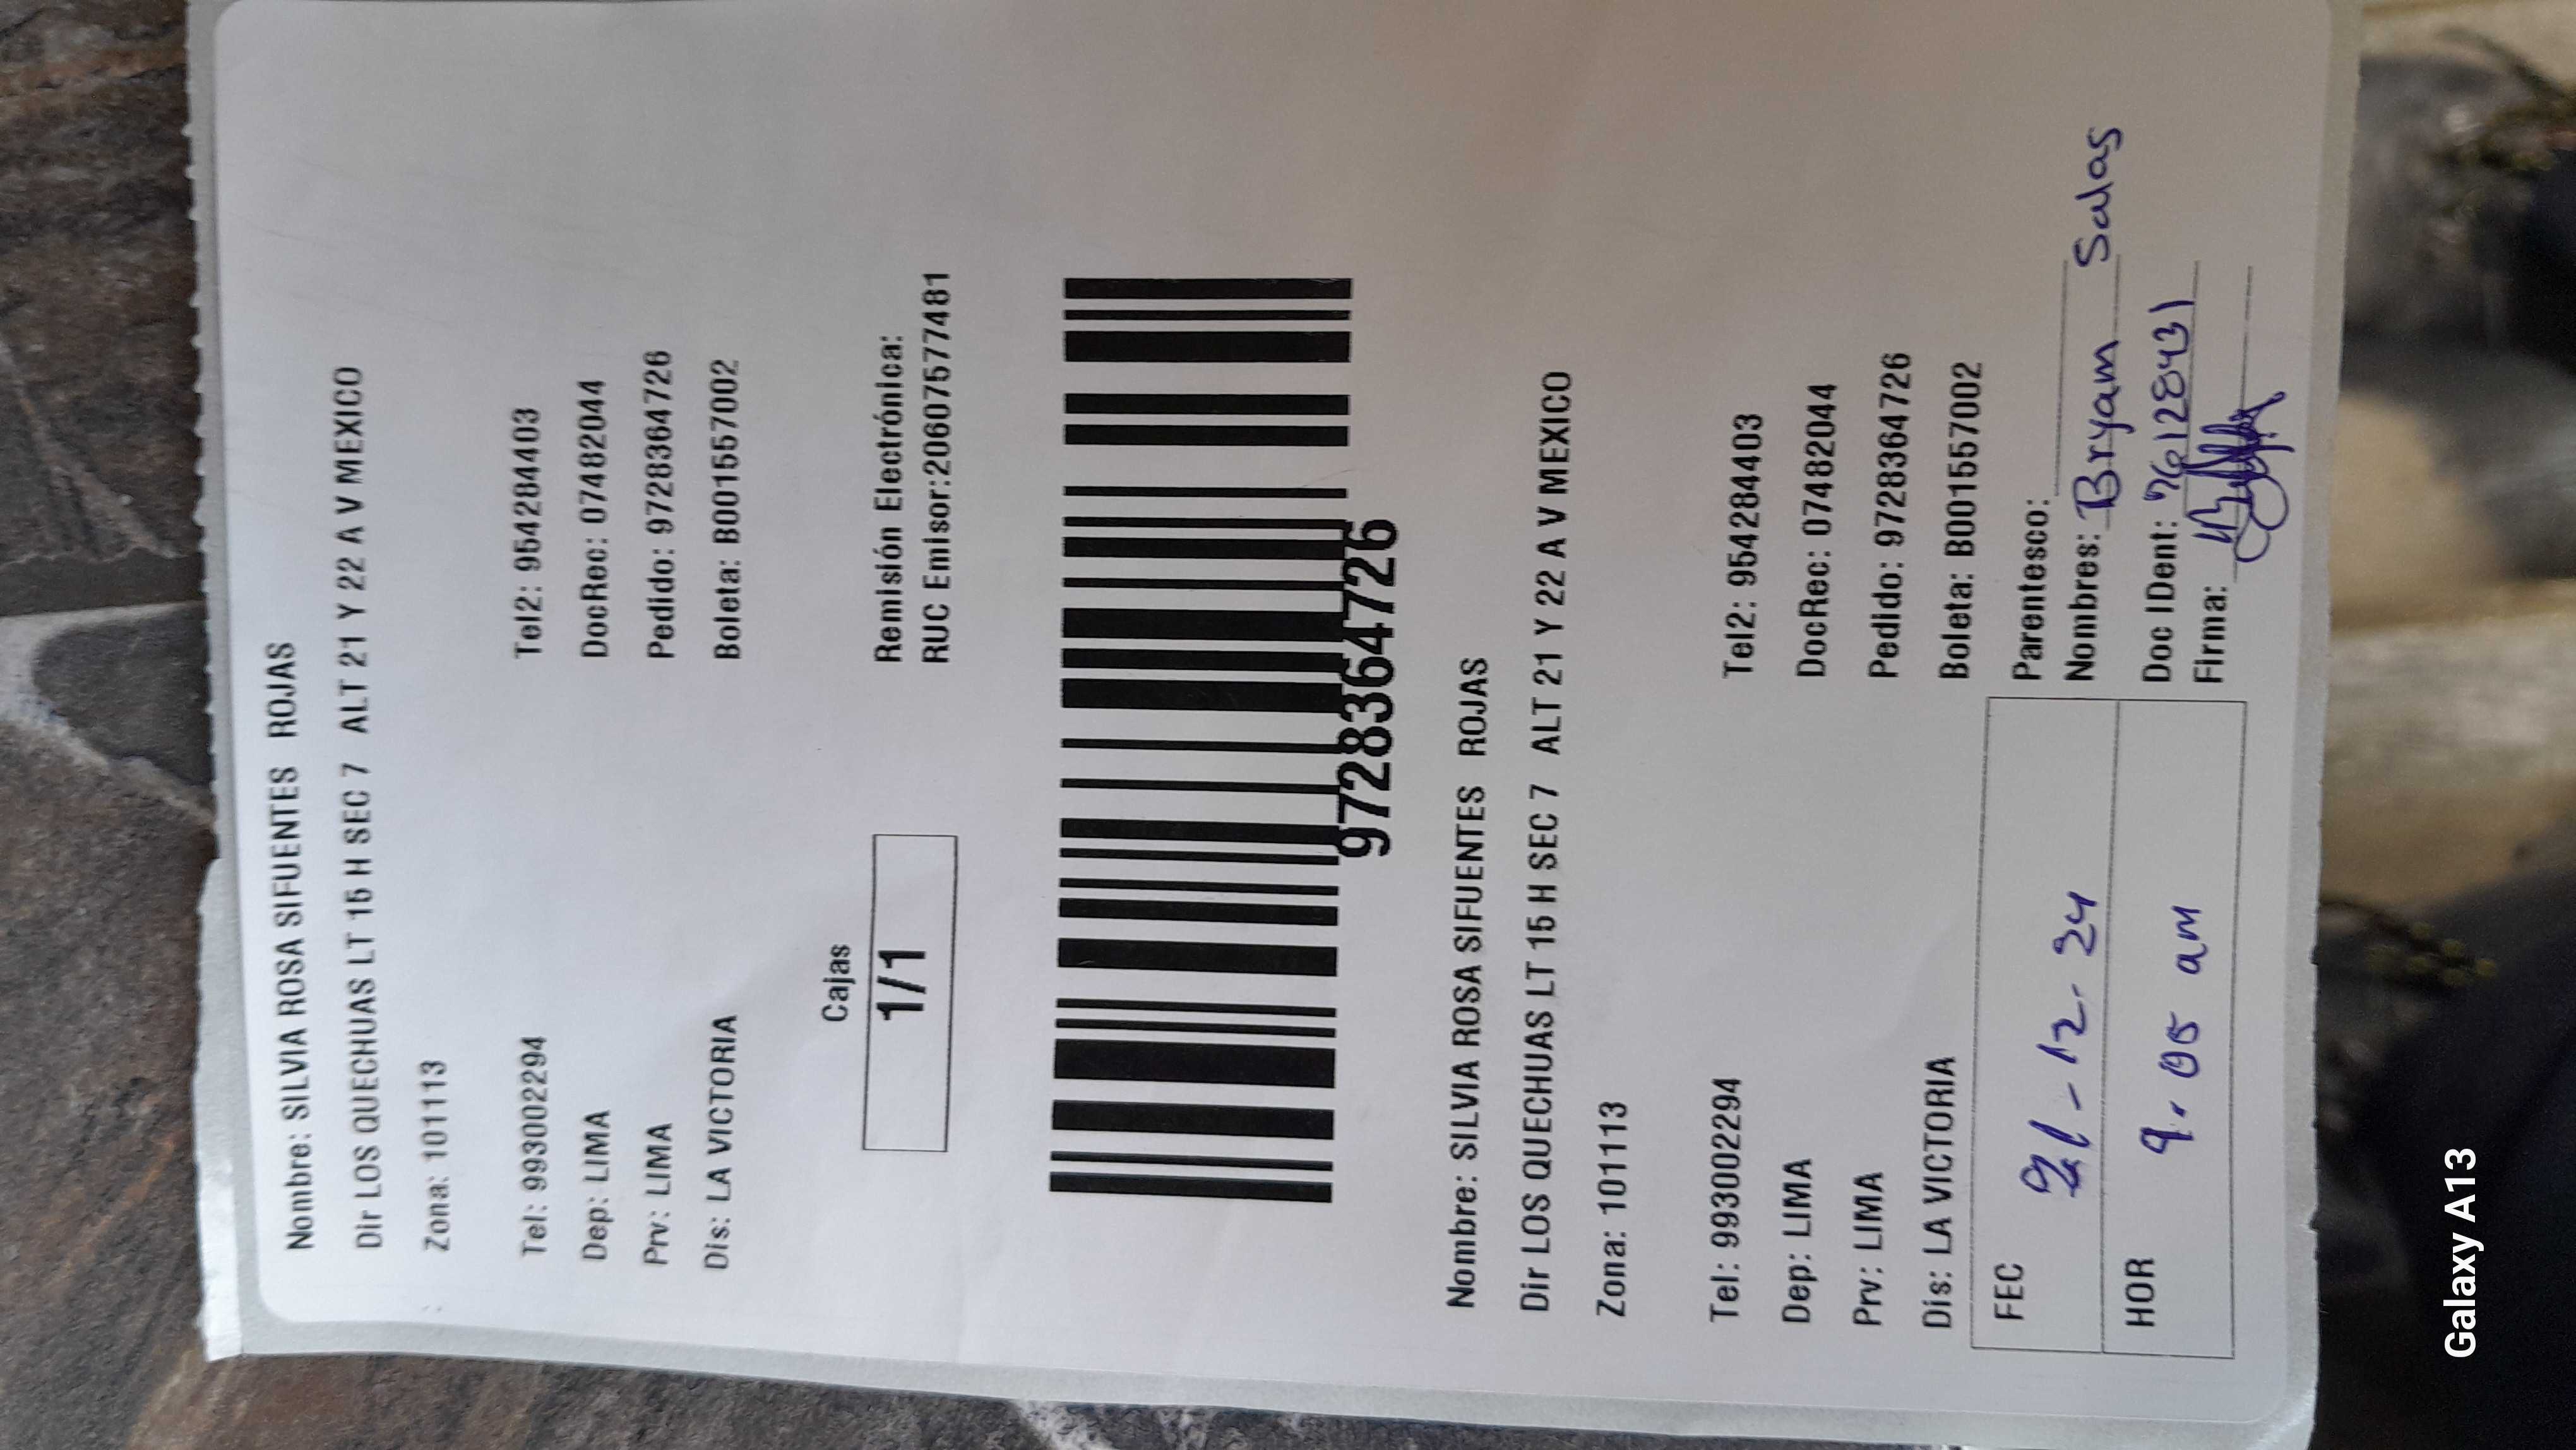 Nombre: SILVIA ROSA SIFUENTES ROJAS
Dir LOS QUECHUAS LT 15 H SEC 7 ALT 21 Y 22 A V MEXICO
Zona: 101113
Tel: 993002294 Tel2: 954284403
Dep: LIMA DocRec: 07482044
Prv: LIMA Pedido: 9728364726
Dis: LA VICTORIA Boleta: B001557002
Cajas
1/1
Remisión Electrónica:
RUC Emisor:20607577481
9728364726
Nombre: SILVIA ROSA SIFUENTES ROJAS
Dir LOS QUECHUAS LT 15 H SEC 7 ALT 21 Y 22 A V MEXICO
Zona: 101113
Tel: 993002294 Tel2: 954284403
Dep: LIMA DocRec: 07482044
Prv: LIMA Pedido: 9728364726
Dis: LA VICTORIA Boleta: B001557002
FEC 21-12-24 Parentesco:
Nombres: Bryam Salas
HOR 9.05 am Doc IDent: 76128431
Firma:
Galaxy A13